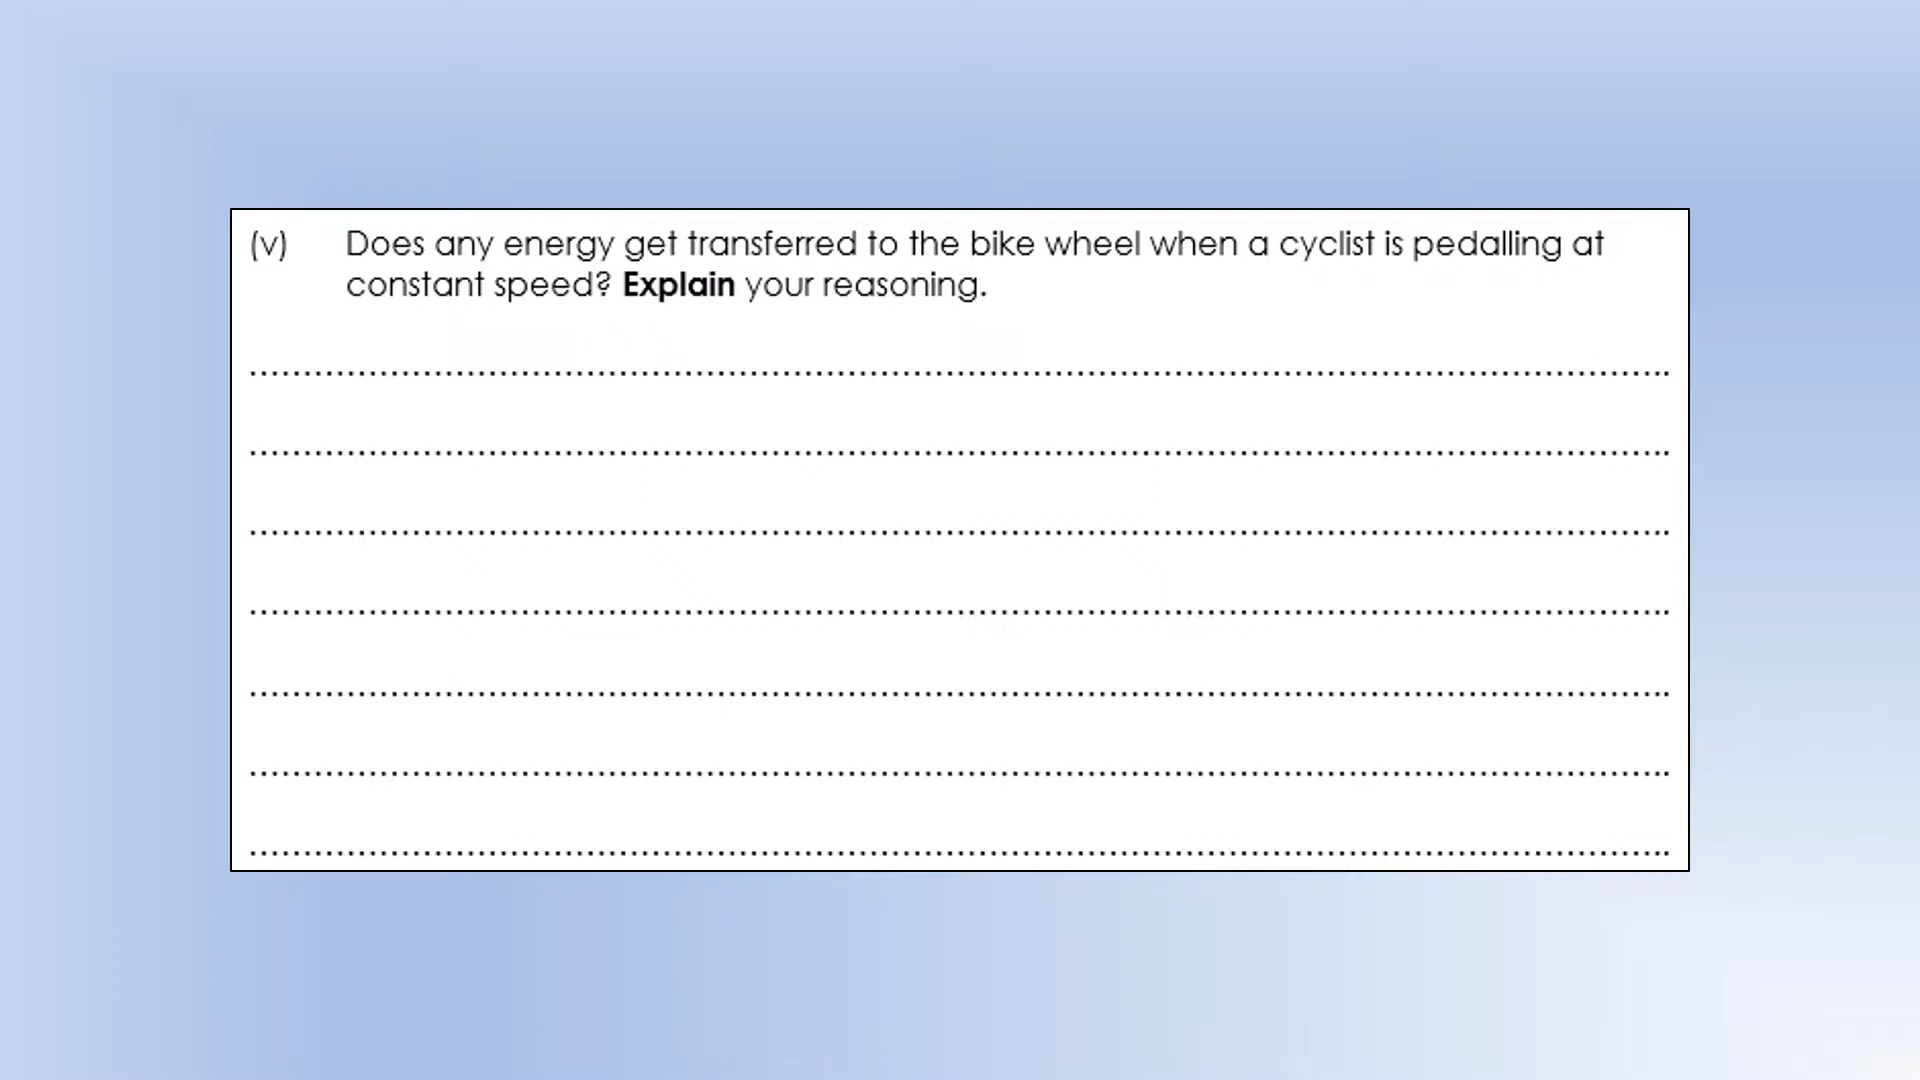 (v) Does any energy get transferred to the bike wheel when a cyclist is pedalling at
constant speed? Explain your reasoning.